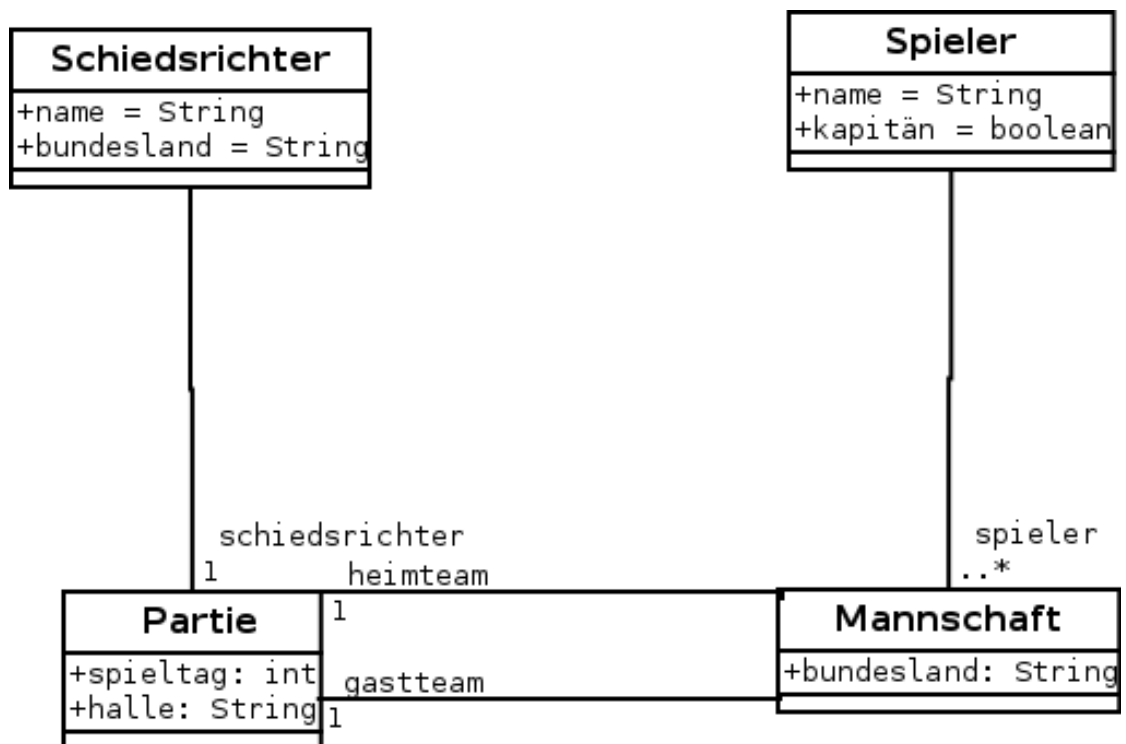 Schiedsrichter
+name = String
+bundesland = String
Spieler
+name = String
+kapitän = boolean
schiedsrichter
1
spieler
..*
heimteam
1
gastteam
1
Partie
+spieltag: int
+halle: String
Mannschaft
+bundesland: String